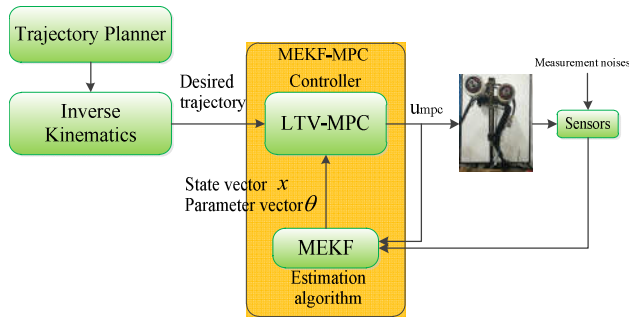 Trajectory Planner
Inverse
Kinematics
Desired
trajectory
MEKF-MPC
Controller
LTV-MPC
umpc
Measurement noises
Sensors
State vector x
Parameter vector θ
MEKF
Estimation
algorithm